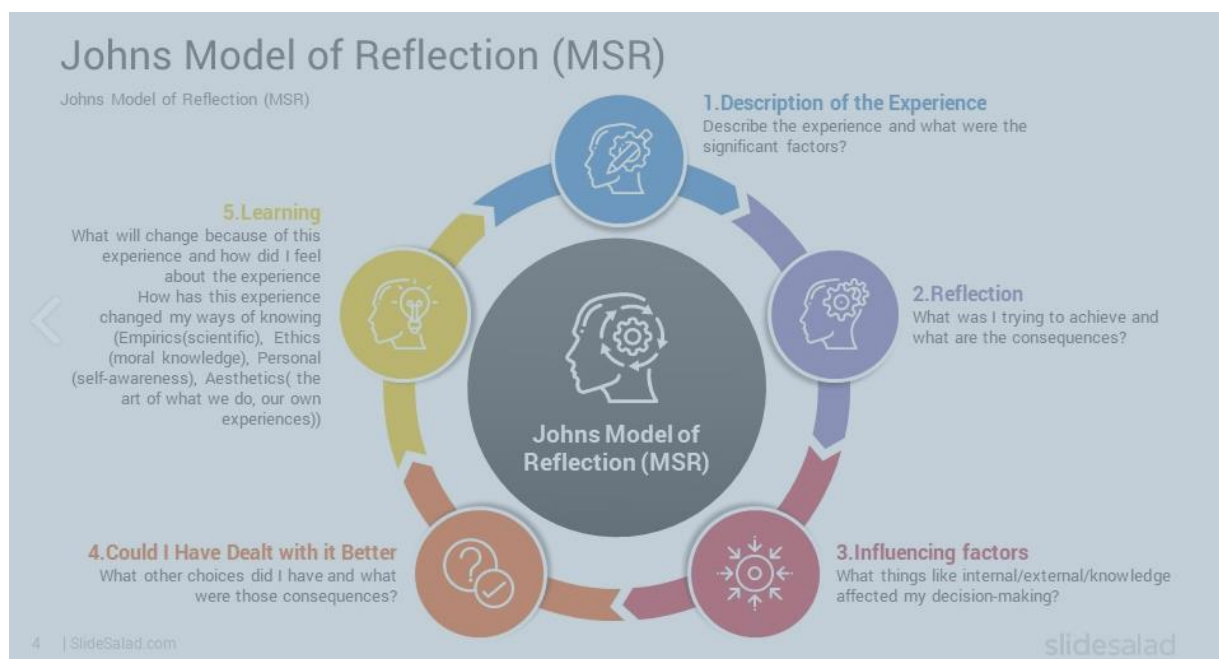 Johns Model of Reflection (MSR)
Johns Model of Reflection (MSR)
1.Description of the Experience
Describe the experience and what were the
significant factors?
2.Reflection
What was I trying to achieve and
what are the consequences?
3.Influencing factors
What things like internal/external/knowledge
affected my decision-making?
4.Could I Have Dealt with it Better
What other choices did I have and what
were those consequences?
5.Learning
What will change because of this
experience and how did I feel
about the experience
How has this experience
changed my ways of knowing
(Empirics(scientific), Ethics
(moral knowledge), Personal
(self-awareness), Aesthetics( the
art of what we do, our own
experiences))
Johns Model of
Reflection (MSR)
4 | SlideSalad.com
slidesalad